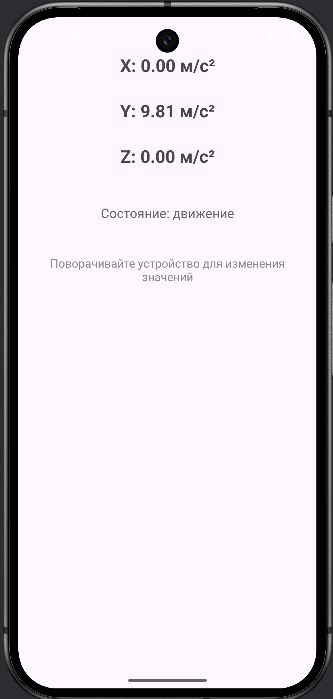 X: 0.00 м/с²
Y: 9.81 м/с²
Z: 0.00 м/с²
Состояние: движение
Поворачивайте устройство для изменения
значений